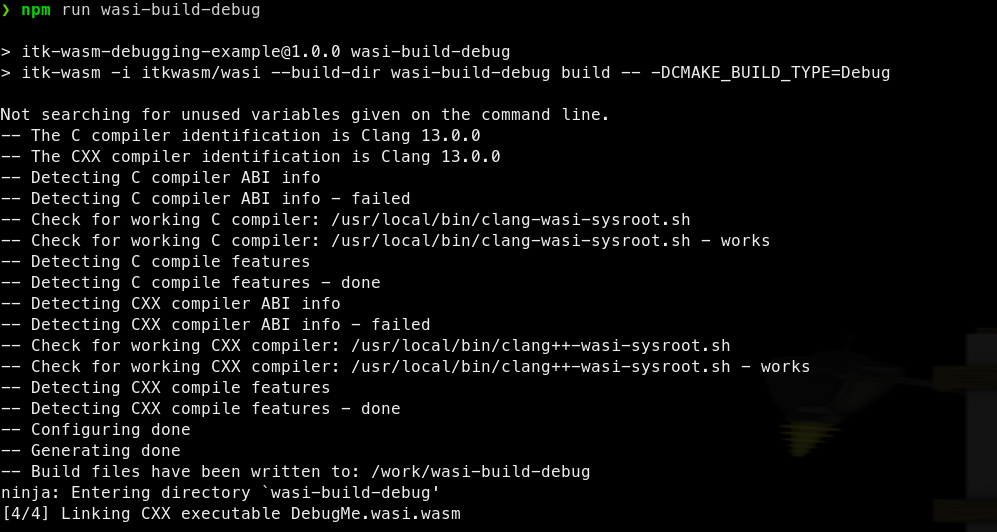 ❯ npm run wasi-build-debug
> itk-wasm-debugging-example@1.0.0 wasi-build-debug
> itk-wasm -i itkwasm/wasi --build-dir wasi-build-debug build -- -DCMAKE_BUILD_TYPE=Debug
Not searching for unused variables given on the command line.
-- The C compiler identification is Clang 13.0.0
-- The CXX compiler identification is Clang 13.0.0
-- Detecting C compiler ABI info
-- Detecting C compiler ABI info - failed
-- Check for working C compiler: /usr/local/bin/clang-wasi-sysroot.sh
-- Check for working C compiler: /usr/local/bin/clang-wasi-sysroot.sh - works
-- Detecting C compile features
-- Detecting C compile features - done
-- Detecting CXX compiler ABI info
-- Detecting CXX compiler ABI info - failed
-- Check for working CXX compiler: /usr/local/bin/clang++-wasi-sysroot.sh
-- Check for working CXX compiler: /usr/local/bin/clang++-wasi-sysroot.sh - works
-- Detecting CXX compile features
-- Detecting CXX compile features - done
-- Configuring done
-- Generating done
-- Build files have been written to: /work/wasi-build-debug
ninja: Entering directory `wasi-build-debug'
[4/4] Linking CXX executable DebugMe.wasi.wasm